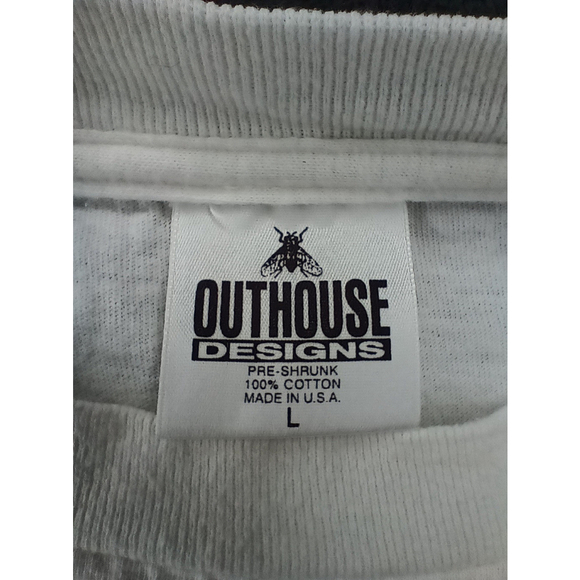 OUTHOUSE
DESIGNS
PRE-SHRUNK
100% COTTON
MADE IN U.S.A.
L